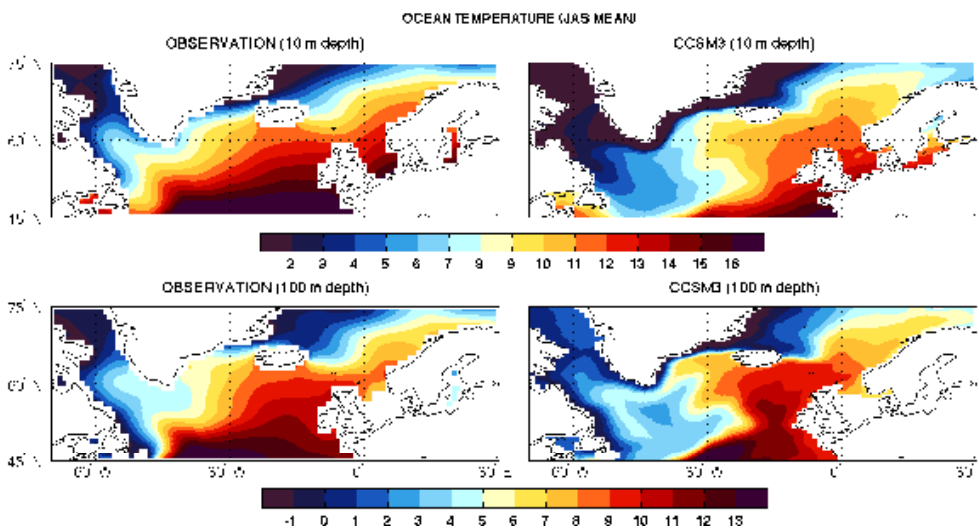 OCEAN TEMPERATURE (JAS MEAN)
OBSERVATION (10 m depth)
CCSM3 (10 m depth)
2 3 4 5 6 7 8 9 10 11 12 13 14 15 16
OBSERVATION (100 m depth)
CCSM3 (100 m depth)
-1 0 1 2 3 4 5 6 7 8 9 10 11 12 13